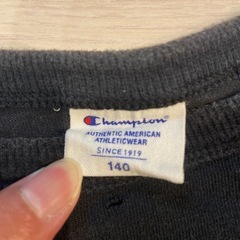 Champion
AUTHENTIC AMERICAN
ATHLETICWEAR
SINCE 1919
140